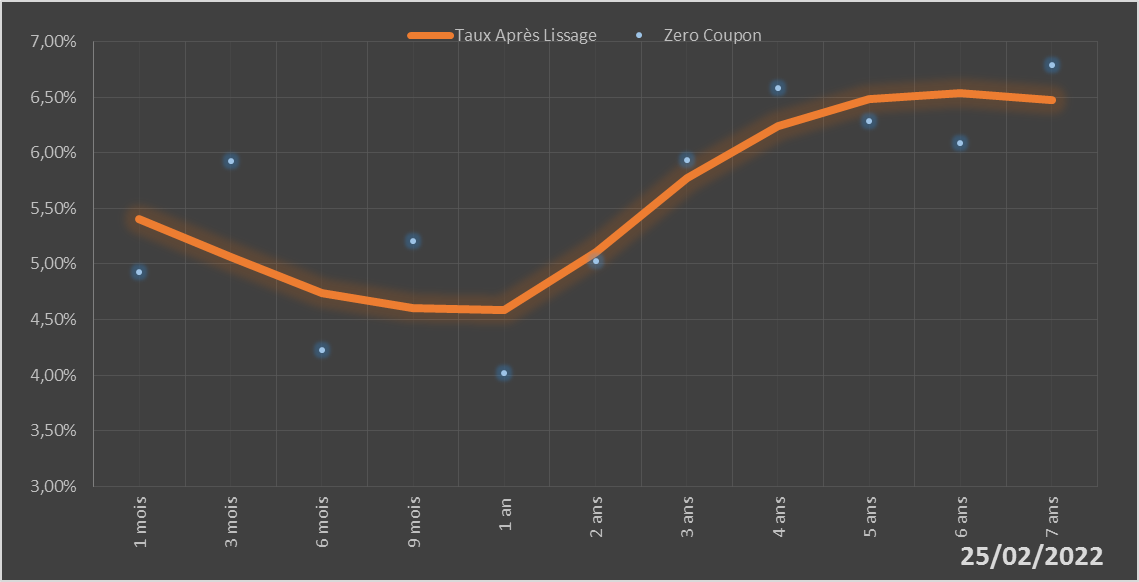 Taux Après Lissage
Zero Coupon
7,00%
6,50%
6,00%
5,50%
5,00%
4,50%
4,00%
3,50%
3,00%
1 mois
3 mois
6 mois
9 mois
1 an
2 ans
3 ans
4 ans
5 ans
6 ans
7 ans
25/02/2022